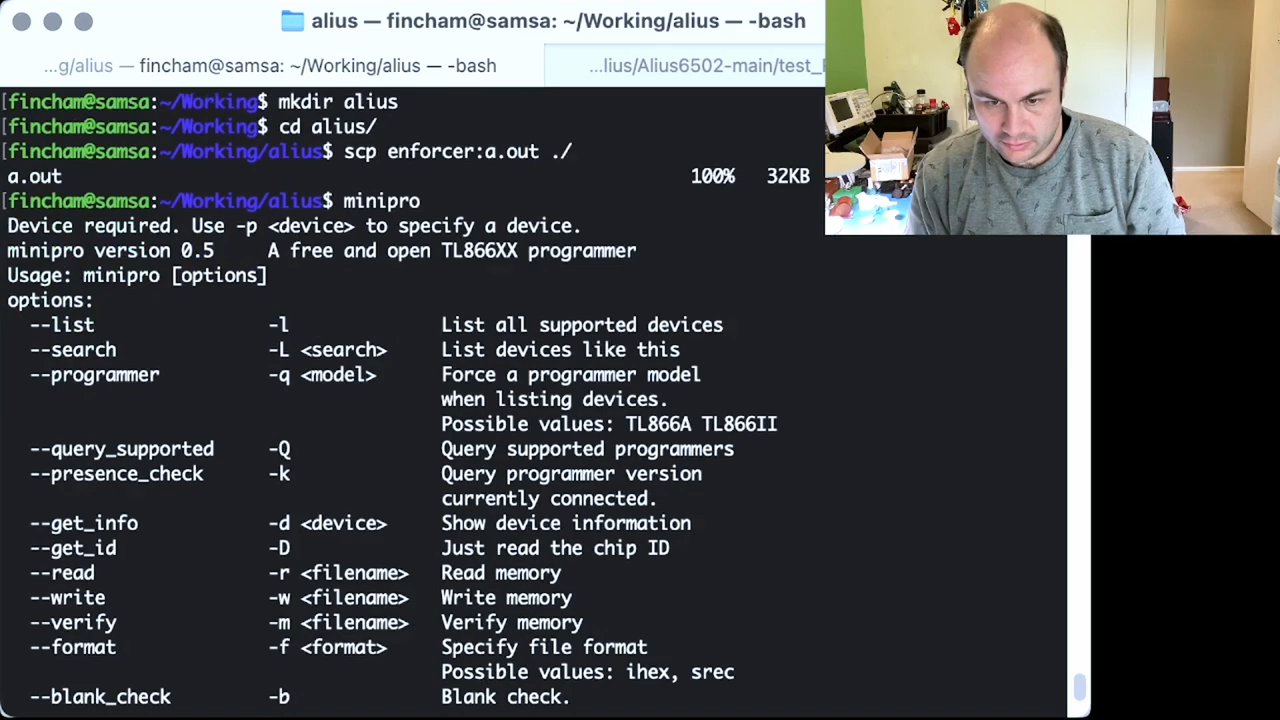 alius — fincham@samsa: ~/Working/alius — -bash
...g/alius — fincham@samsa: ~/Working/alius — -bash
...lius/Alius6502-main/test_
[fincham@samsa:~/Working$ mkdir alius
[fincham@samsa:~/Working$ cd alius/
[fincham@samsa:~/Working/alius$ scp enforcer:a.out ./
a.out 100% 32KB
[fincham@samsa:~/Working/alius$ minipro
Device required. Use -p <device> to specify a device.
minipro version 0.5 A free and open TL866XX programmer
Usage: minipro [options]
options:
--list -l List all supported devices
--search -L <search> List devices like this
--programmer -q <model> Force a programmer model
when listing devices.
Possible values: TL866A TL866II
--query_supported -Q Query supported programmers
--presence_check -k Query programmer version
currently connected.
--get_info -d <device> Show device information
--get_id -D Just read the chip ID
--read -r <filename> Read memory
--write -w <filename> Write memory
--verify -m <filename> Verify memory
--format -f <format> Specify file format
Possible values: ihex, srec
--blank_check -b Blank check.